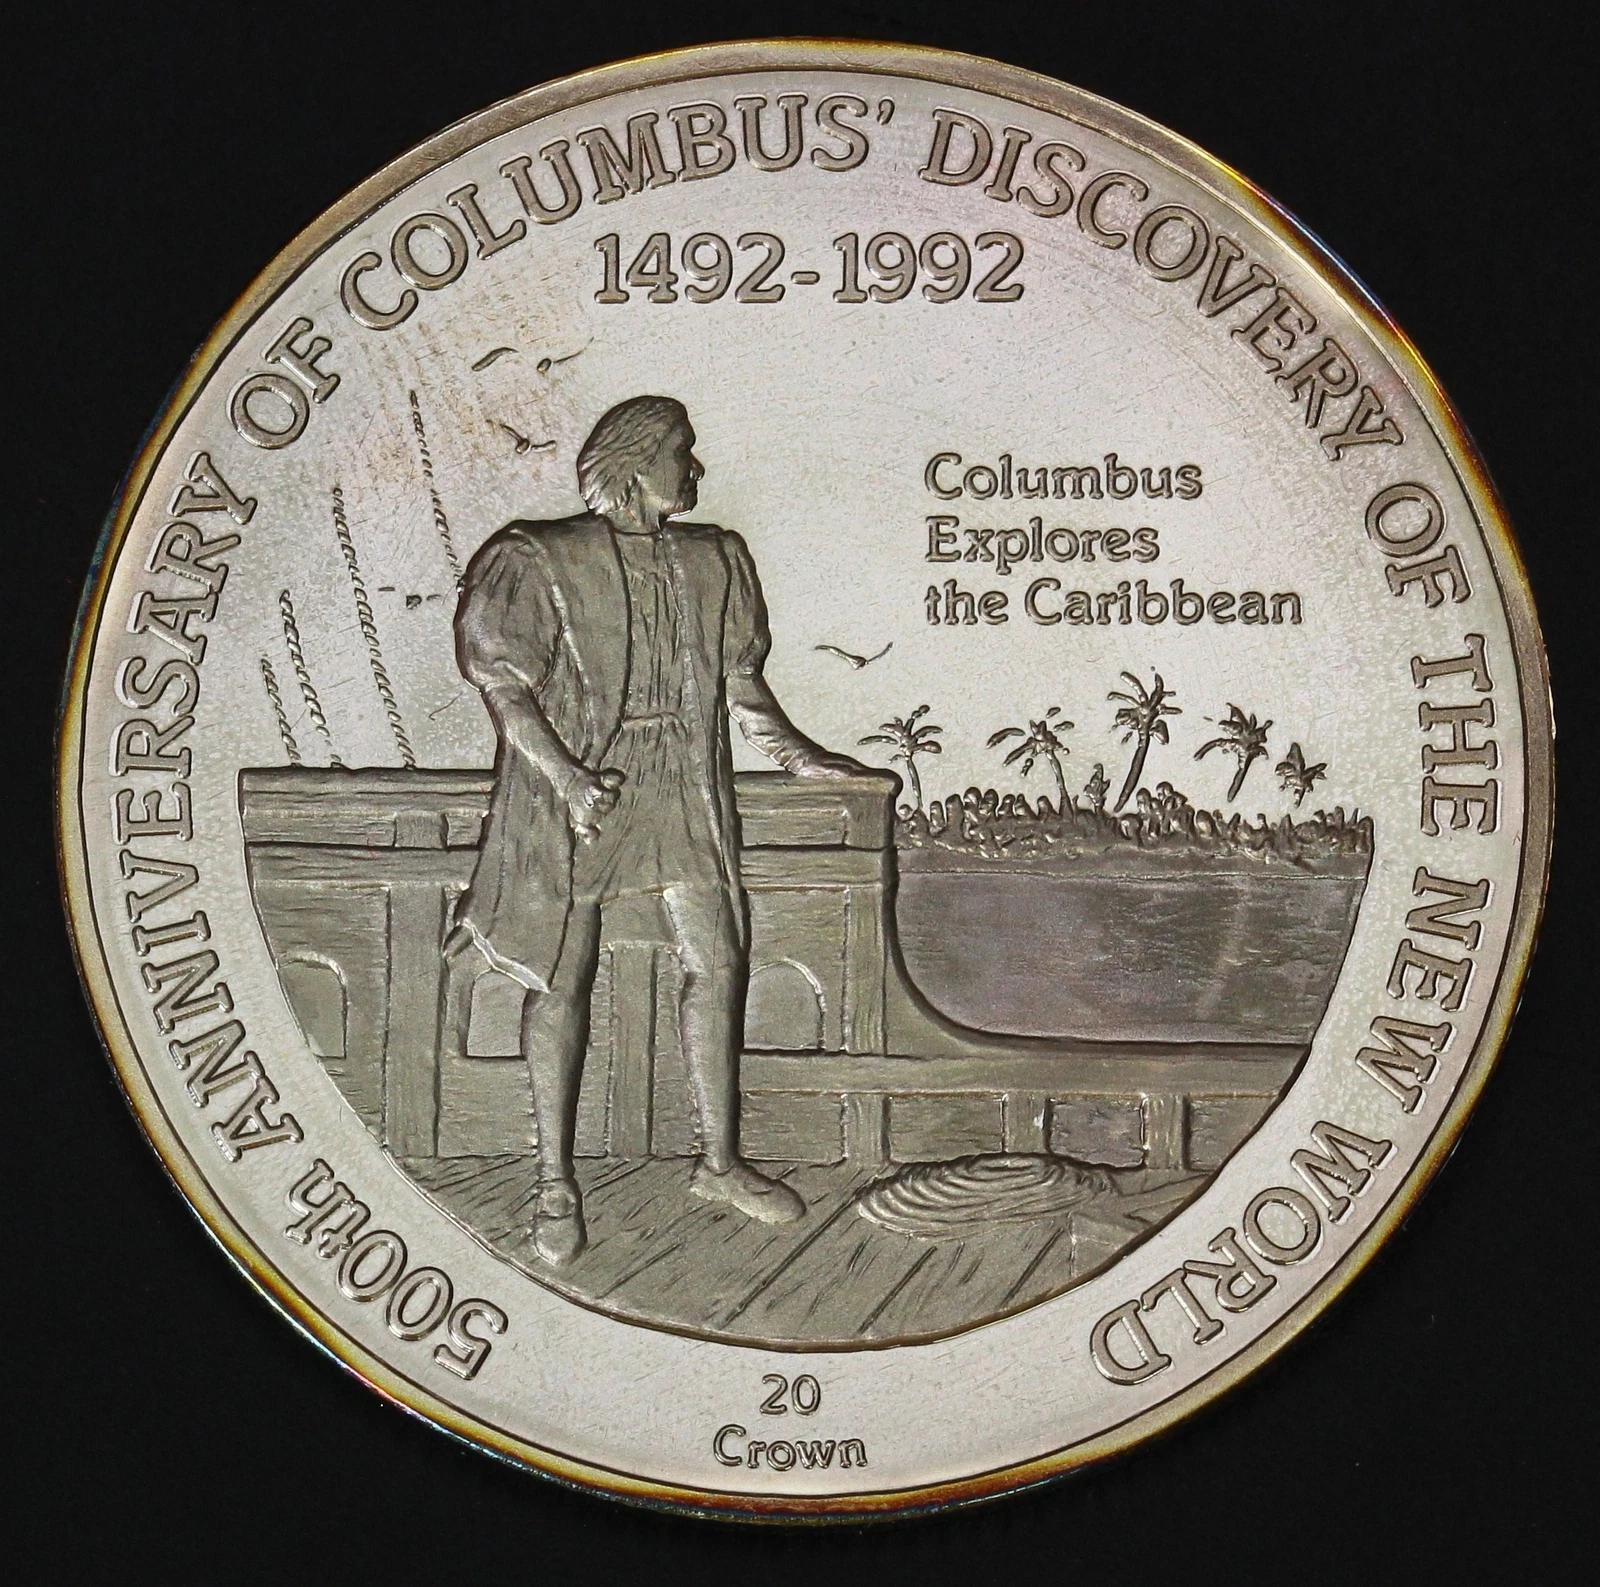 500th ANNIVERSARY OF COLUMBUS' DISCOVERY OF THE NEW WORLD
1492-1992
Columbus
Explores
the Caribbean
20
Crown